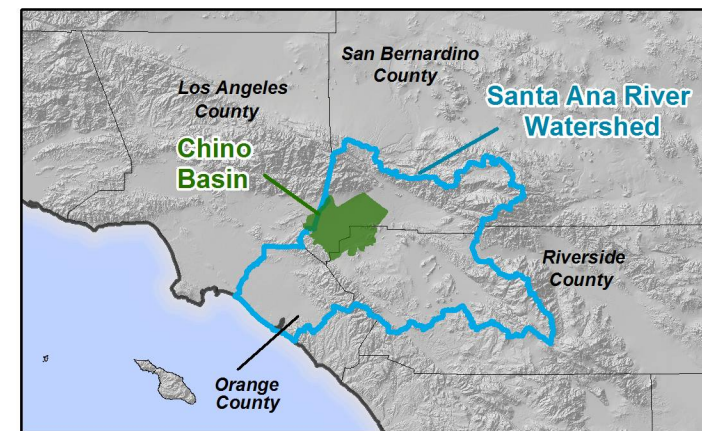 San Bernardino
County
Los Angeles
County
Santa Ana River
Watershed
Chino
Basin
Riverside
County
Orange
County